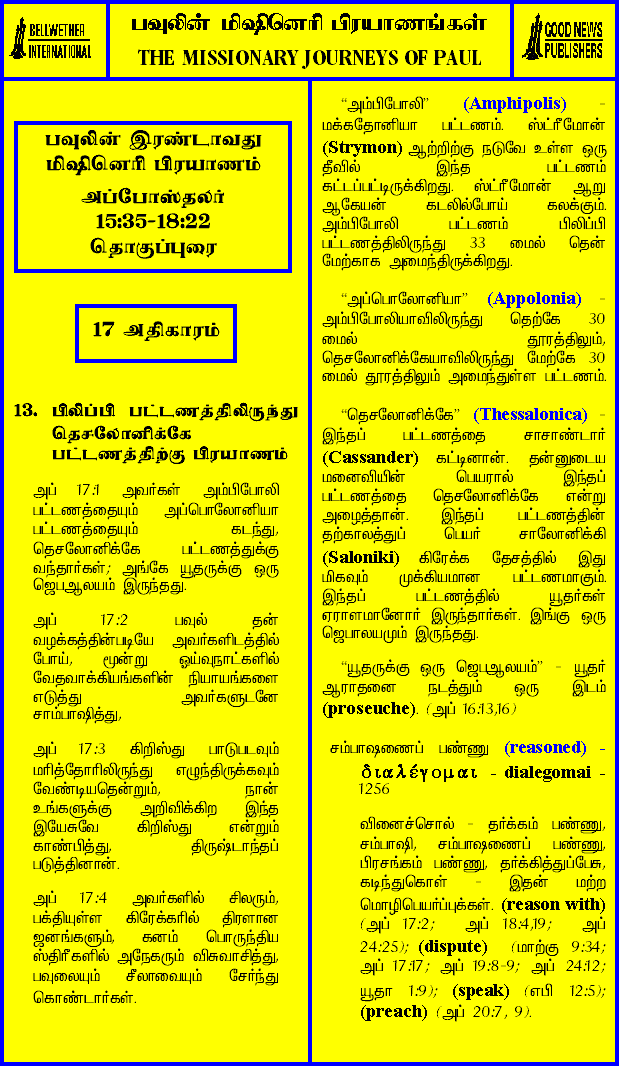 BELLWETHER
INTERNATIONAL
பவுலின் மிஷினெரி பிரயாணங்கள்
THE MISSIONARY JOURNEYS OF PAUL
GOOD NEWS
PUBLISHERS
பவுலின் இரண்டாவது
மிஷினெரி பிரயாணம்
அப்போஸ்தலர்
15:35-18:22
தொகுப்புரை
17 அதிகாரம்
13. பிலிப்பி பட்டணத்திலிருந்து
தெசலோனிக்கே
பட்டணத்திற்கு பிரயாணம்
அப் 17:1 அவர்கள் அம்பிபோலி
பட்டணத்தையும் அப்பொலோனியா
பட்டணத்தையும் கடந்து,
தெசலோனிக்கே பட்டணத்துக்கு
வந்தார்கள்; அங்கே யூதருக்கு ஒரு
ஜெபஆலயம் இருந்தது.
அப் 17:2 பவுல் தன்
வழக்கத்தின்படியே அவர்களிடத்தில்
போய், மூன்று ஓய்வுநாட்களில்
வேதவாக்கியங்களின் நியாயங்களை
எடுத்து அவர்களுடனே
சாம்பாஷித்து,
அப் 17:3 கிறிஸ்து பாடுபடவும்
மரித்தோரிலிருந்து எழுந்திருக்கவும்
வேண்டியதென்றும், நான்
உங்களுக்கு அறிவிக்கிற இந்த
இயேசுவே கிறிஸ்து என்றும்
காண்பித்து, திருஷ்டாந்தப்
படுத்தினான்.
அப் 17:4 அவர்களில் சிலரும்,
பக்தியுள்ள கிரேக்கரில் திரளான
ஜனங்களும், கனம் பொருந்திய
ஸ்திரீகளில் அநேகரும் விசுவாசித்து,
பவுலையும் சீலாவையும் சேர்ந்து
கொண்டார்கள்.
“அம்பிபோலி” (Amphipolis) -
மக்கதோனியா பட்டணம். ஸ்ட்ரீமோன்
(Strymon) ஆற்றிற்கு நடுவே உள்ள ஒரு
தீவில் இந்த பட்டணம்
கட்டப்பட்டிருக்கிறது. ஸ்ட்ரீமோன் ஆறு
ஆகேயன் கடலில்போய் கலக்கும்.
அம்பிபோலி பட்டணம் பிலிப்பி
பட்டணத்திலிருந்து 33 மைல் தென்
மேற்காக அமைந்திருக்கிறது.
“அப்பொலோனியா” (Appolonia) -
அம்பிபோலியாவிலிருந்து தெற்கே 30
மைல் தூரத்திலும்,
தெசலோனிக்கேயாவிலிருந்து மேற்கே 30
மைல் தூரத்திலும் அமைந்துள்ள பட்டணம்.
“தெசலோனிக்கே” (Thessalonica) -
இந்தப் பட்டணத்தை சாசாண்டார்
(Cassander) கட்டினான். தன்னுடைய
மனைவியின் பெயரால் இந்தப்
பட்டணத்தை தெசலோனிக்கே என்று
அழைத்தான். இந்தப் பட்டணத்தின்
தற்காலத்துப் பெயர் சாலோனிக்கி
(Saloniki) கிரேக்க தேசத்தில் இது
மிகவும் முக்கியமான பட்டணமாகும்.
இந்தப் பட்டணத்தில் யூதர்கள்
ஏராளமானோர் இருந்தார்கள். இங்கு ஒரு
ஜெபாலயமும் இருந்தது.
“யூதருக்கு ஒரு ஜெபஆலயம்” - யூதர்
ஆராதனை நடத்தும் ஒரு இடம்
(proseuche). (அப் 16:13,16)
சம்பாஷணைப் பண்ணு (reasoned) -
διαλέγομαι - dialegomai -
1256
வினைச்சொல் - தர்க்கம் பண்ணு,
சம்பாஷி, சம்பாஷணைப் பண்ணு,
பிரசங்கம் பண்ணு, தர்க்கித்துப்பேசு,
கடிந்துகொள் - இதன் மற்ற
மொழிபெயர்ப்புக்கள். (reason with)
(அப் 17:2; அப் 18:4,19; அப்
24:25); (dispute) (மாற்கு 9:34;
அப் 17:17; அப் 19:8-9; அப் 24:12;
யூதா 1:9); (speak) (எபி 12:5);
(preach) (அப் 20:7, 9).